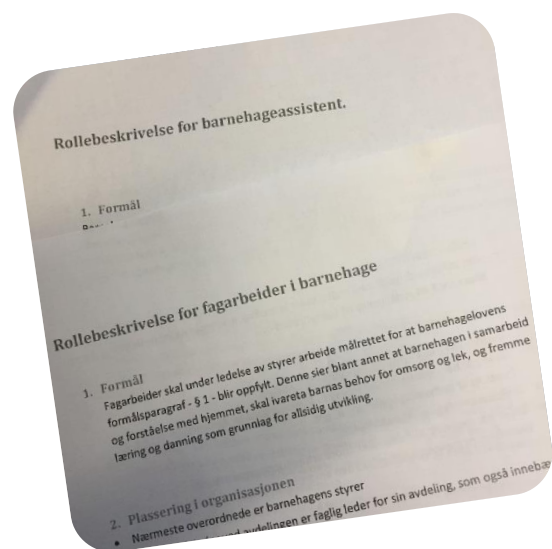 Rollebeskrivelse for barnehageassistent.
1. Formål
Rollebeskrivelse for fagarbeider i barnehage
1. Formål
Fagarbeider skal under ledelse av styrer arbeide målrettet for at barnehagelovens
formålsparagraf - § 1 - blir oppfylt. Denne sier blant annet at barnehagen i samarbeid
og forståelse med hjemmet, skal ivareta barnas behov for omsorg og lek, og fremme
læring og danning som grunnlag for allsidig utvikling.
2. Plassering i organisasjonen
• Nærmeste overordnede er barnehagens styrer
avdelingen er faglig leder for sin avdeling, som også innebæ